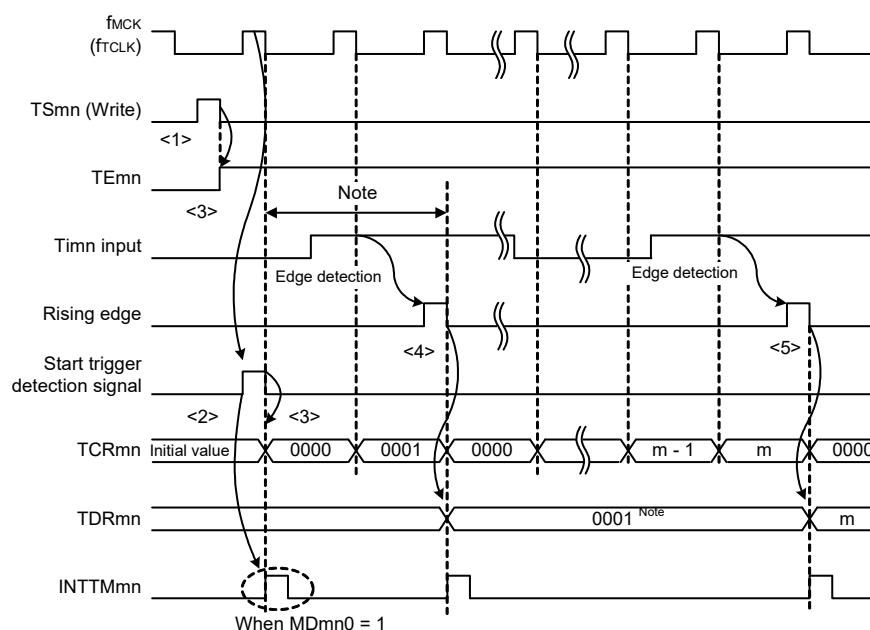 fMCK
(fTCLK)
TSmn (Write)
<1>
TEmn
<3>
Note
Timn input
Edge detection
Edge detection
Rising edge
<4>
<5>
Start trigger
detection signal
<2>
<3>
TCRmn
Initial value
0000
0001
0000
m - 1
m
0000
TDRmn
0001 Note
m
INTTMmn
When MDmn0 = 1